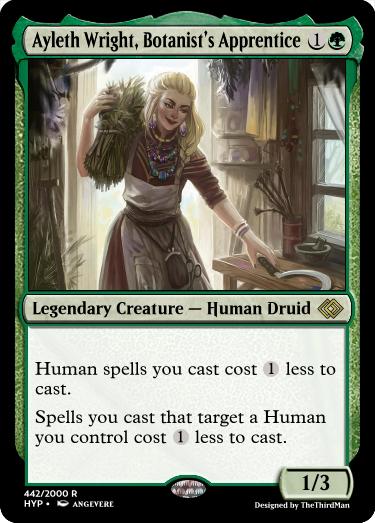 Ayleth Wright, Botanist's Apprentice 1
Legendary Creature — Human Druid
Human spells you cast cost 1 less to
cast.
Spells you cast that target a Human
you control cost 1 less to cast.
1/3
442/2000 R
HYP • ANGEVERE
Designed by TheThirdMan